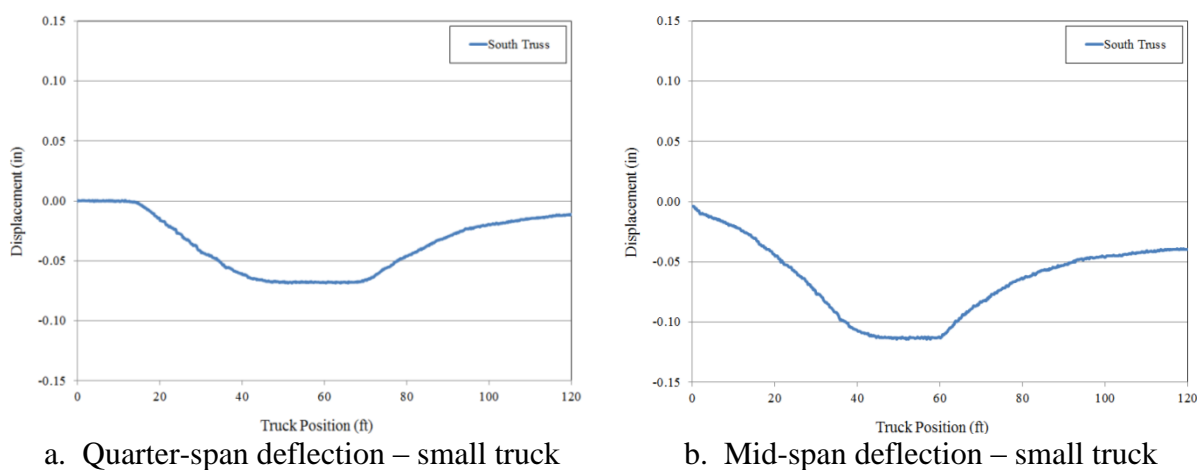 0.15
0.10
0.05
0.00
-0.05
-0.10
-0.15
Displacement (in)
South Truss
0 20 40 60 80 100 120
Truck Position (ft)
a. Quarter-span deflection – small truck
0.15
0.10
0.05
0.00
-0.05
-0.10
-0.15
Displacement (in)
South Truss
0 20 40 60 80 100 120
Truck Position (ft)
b. Mid-span deflection – small truck